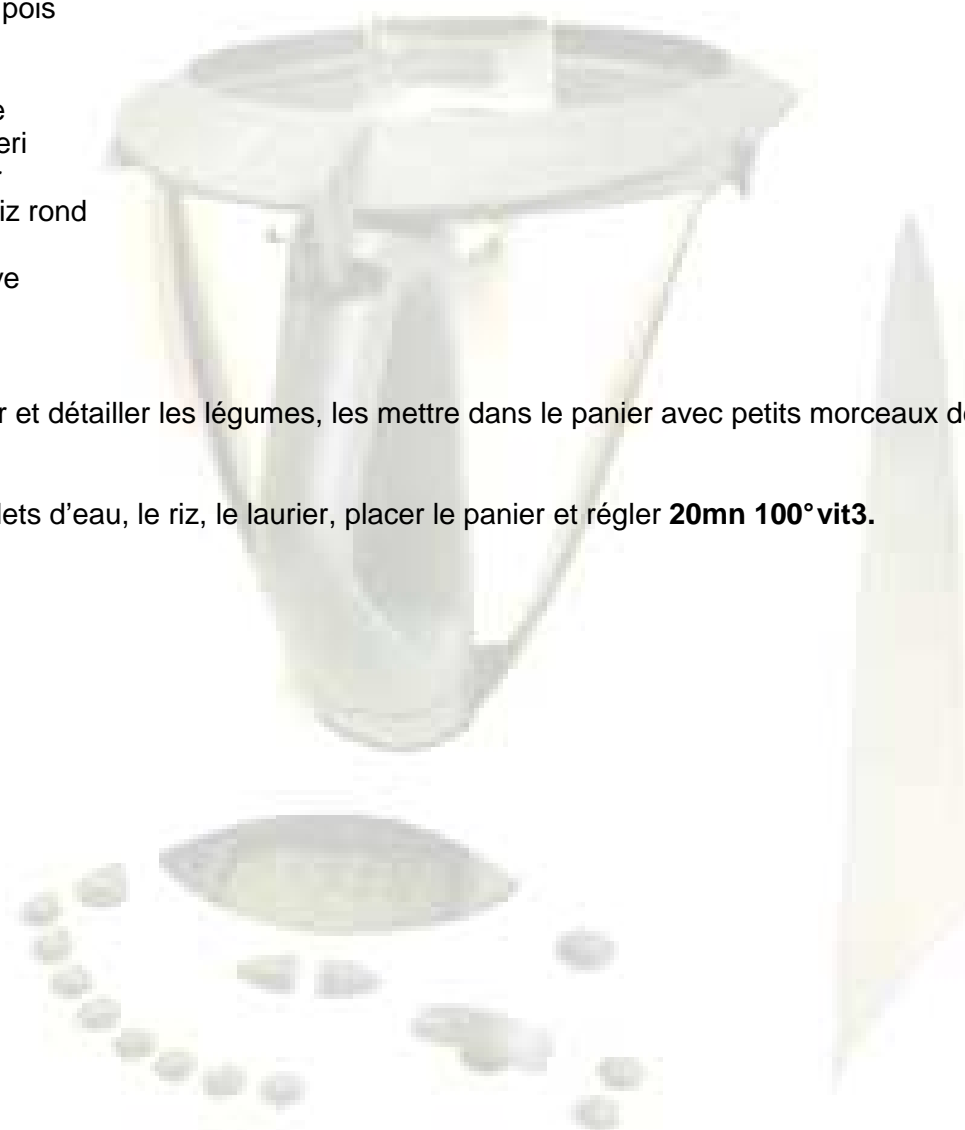 pois
e
eri
iz rond
ve
r et détailler les légumes, les mettre dans le panier avec petits morceaux d
lets d'eau, le riz, le laurier, placer le panier et régler 20mn 100° vit3.